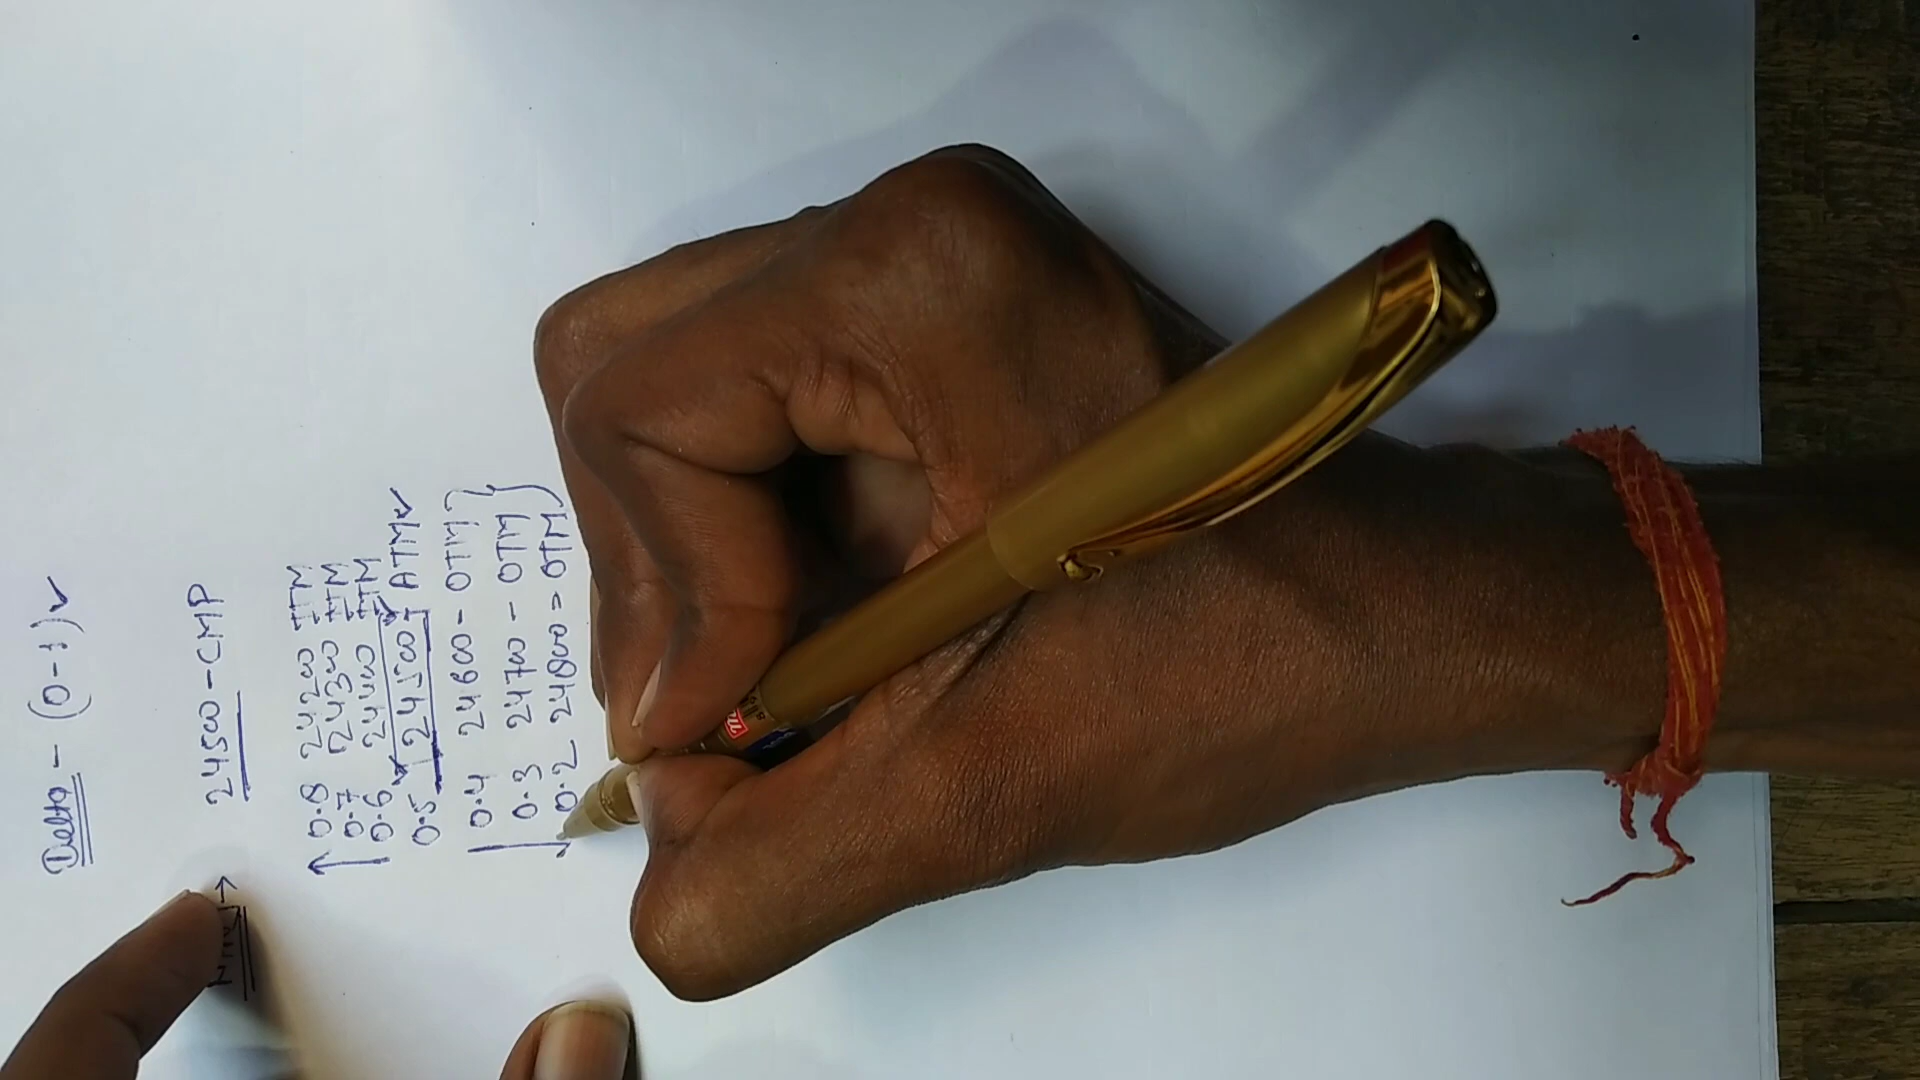 Delta - (0-1)✓
→ 24500 - CMP
↑ 0.8 24200 ITM
0.7 24300 ITM
0.6 24400 ITM
0.5 24500 ATM✓
0.4 24600 - OTM
0.3 24700 - OTM
0.2 24800 = OTM